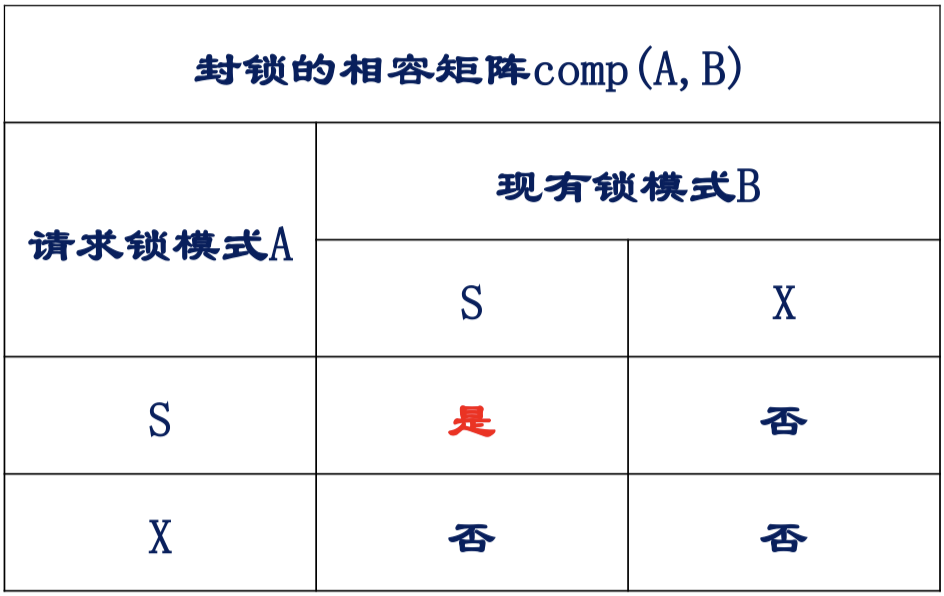 封锁的相容矩阵comp(A,B)
现有锁模式B
请求锁模式A
S X
S 是 否
X 否 否